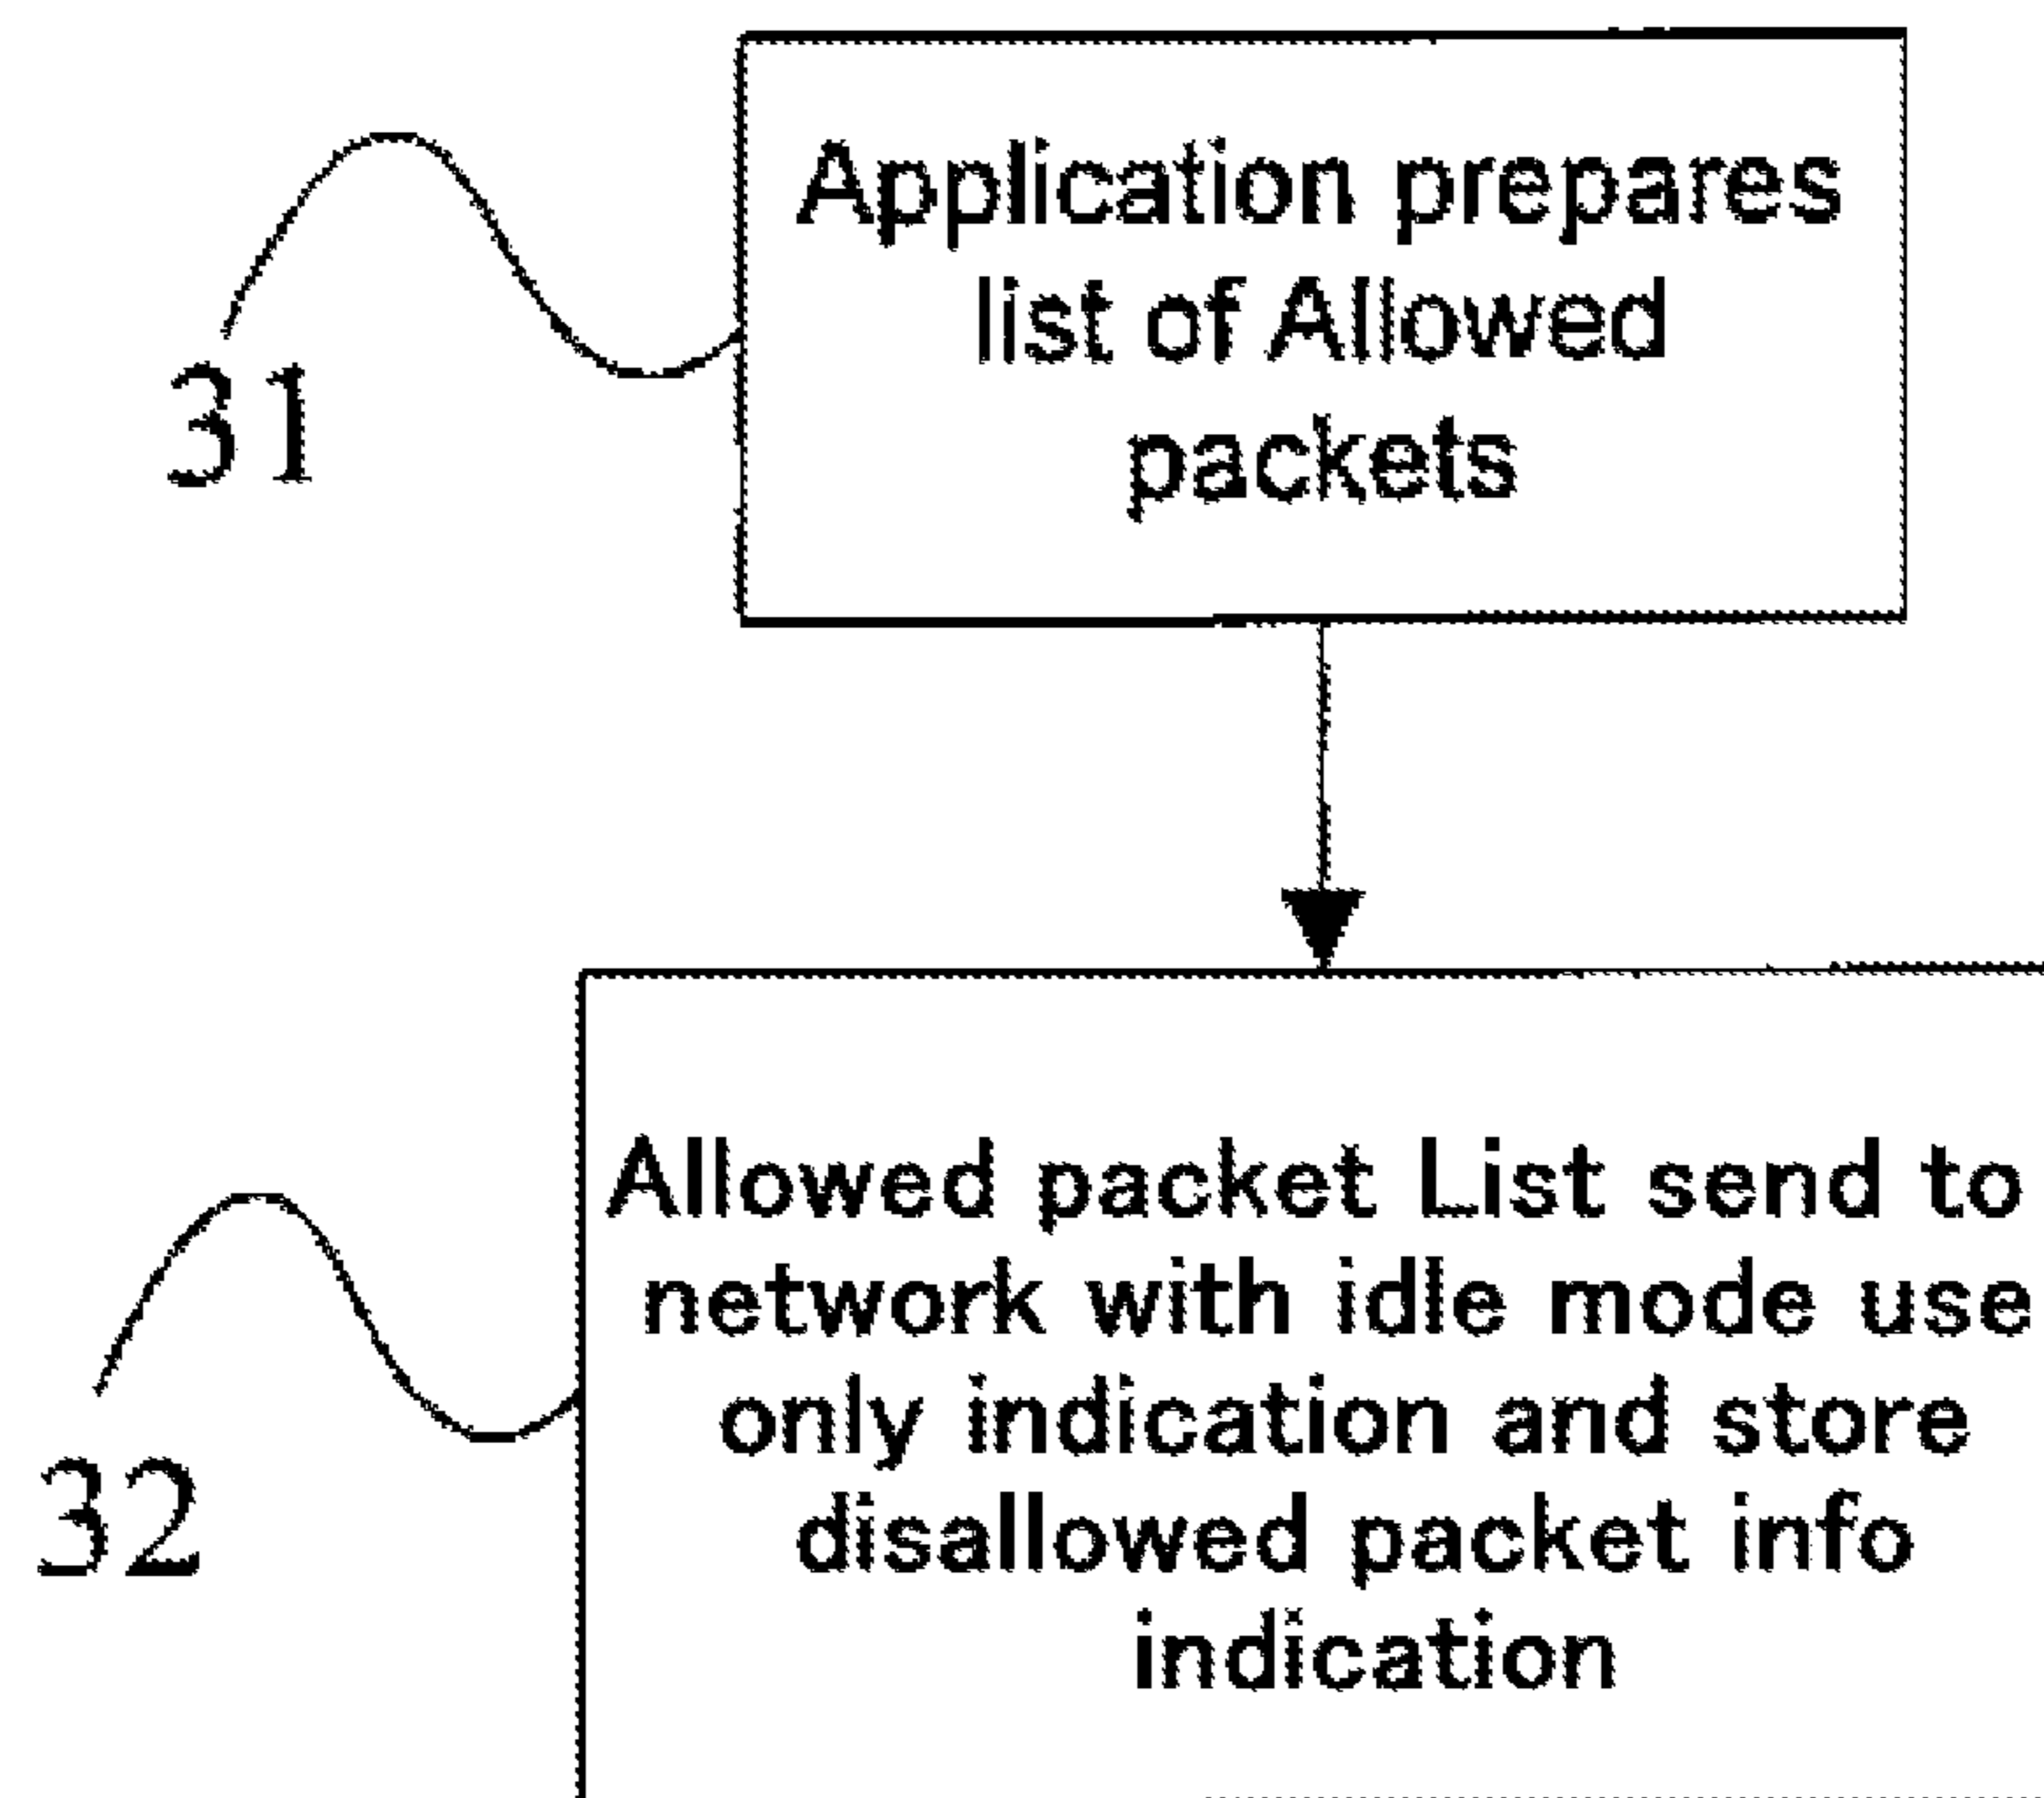 Application prepares
list of Allowed
packets
31
Allowed packet List send to
network with idle mode use
only indication and store
disallowed packet info
indication
32